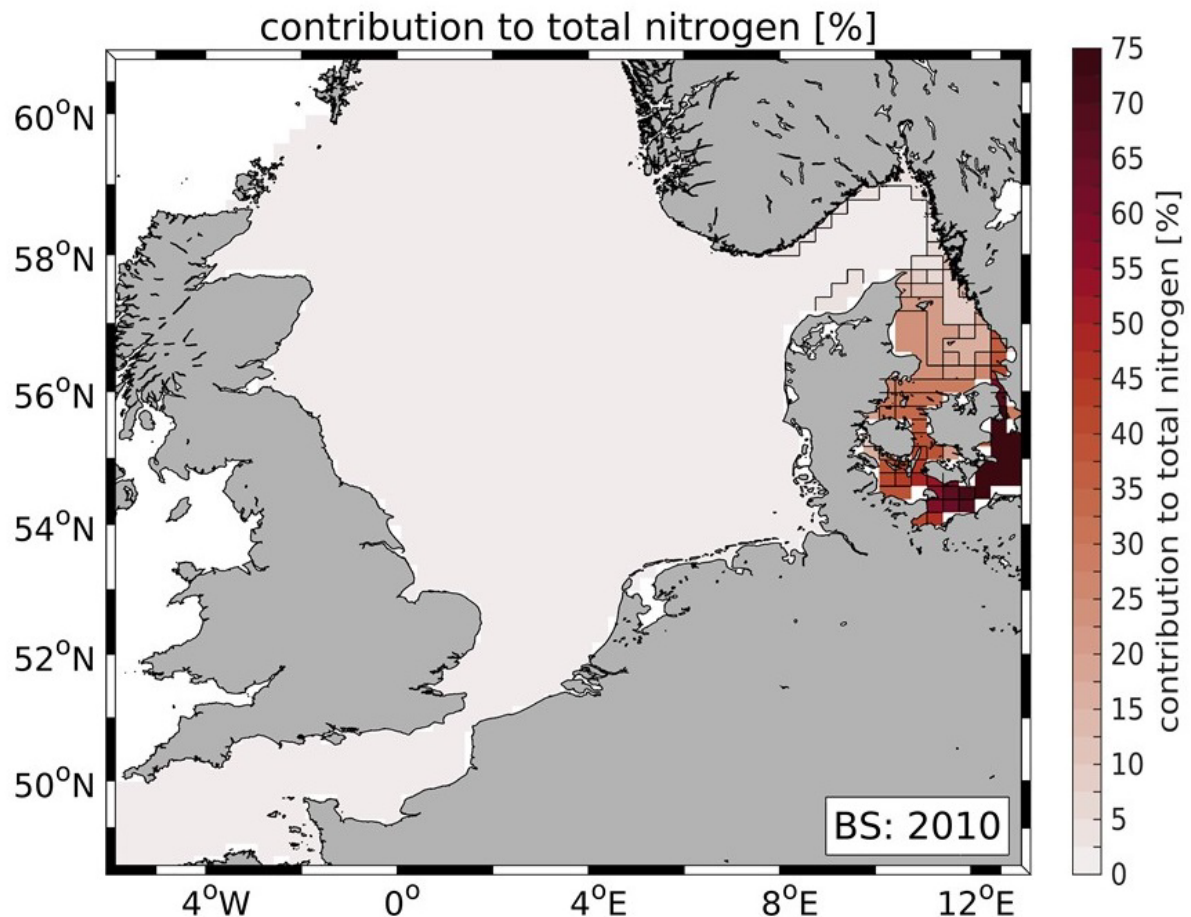 contribution to total nitrogen [%]
60°N
58°N
56°N
54°N
52°N
50°N
4°W
0°
4°E
8°E
12°E
BS: 2010
75
70
65
60
55
50
45
40
35
30
25
20
15
10
5
0
contribution to total nitrogen [%]